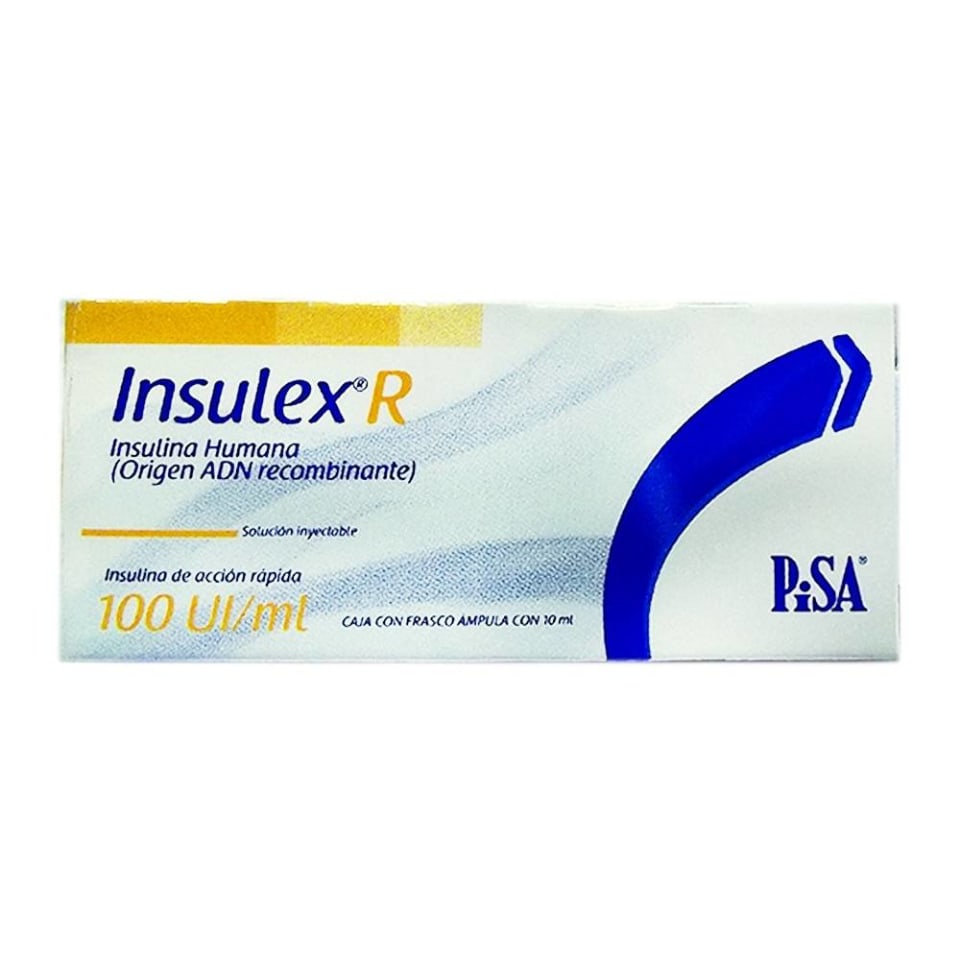 Insulex® R
Insulina Humana
(Origen ADN recombinante)
Solución inyectable
Insulina de acción rápida
100 UI/ml
CAJA CON FRASCO ÁMPULA CON 10 ml
PiSA®